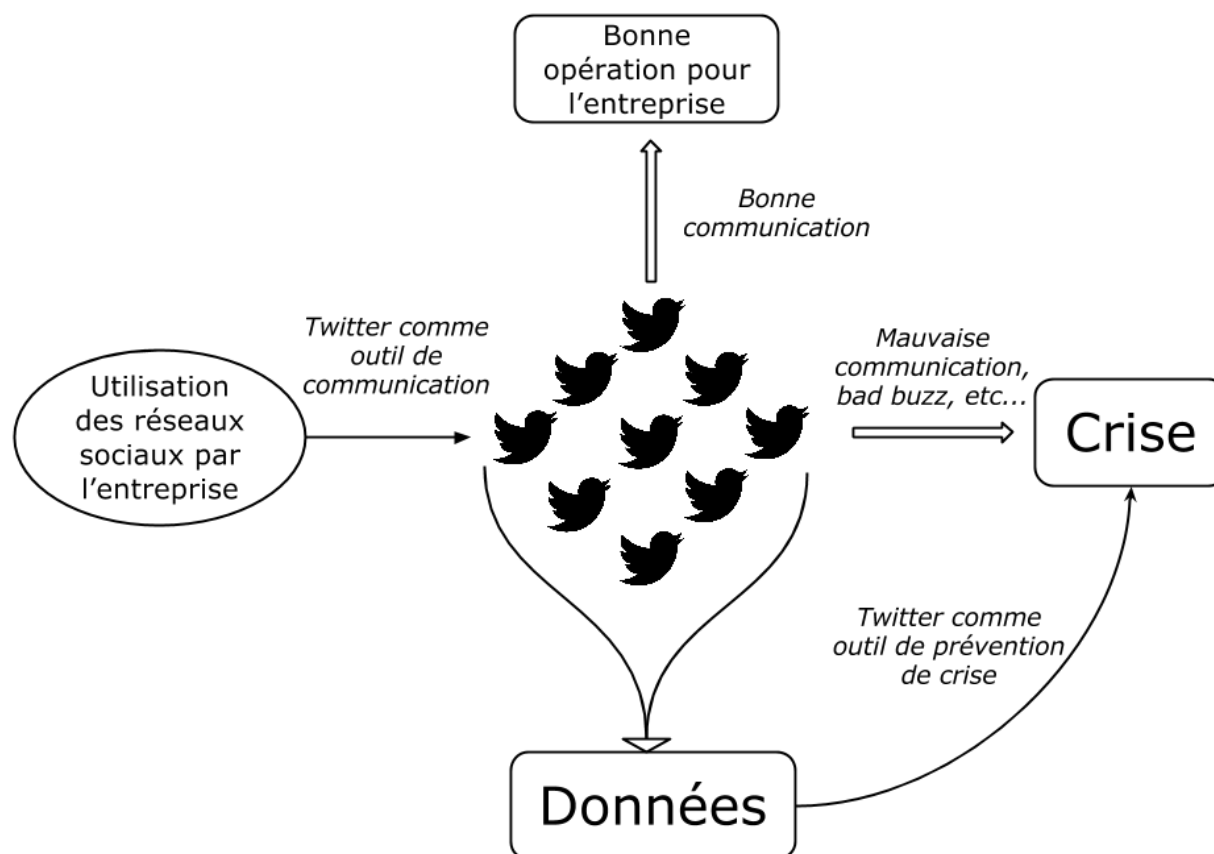 Bonne
opération pour
l'entreprise
Bonne
communication
Twitter comme
outil de
communication
Mauvaise
communication,
bad buzz, etc...
Utilisation
des réseaux
sociaux par
l'entreprise
Crise
Twitter comme
outil de prévention
de crise
Données